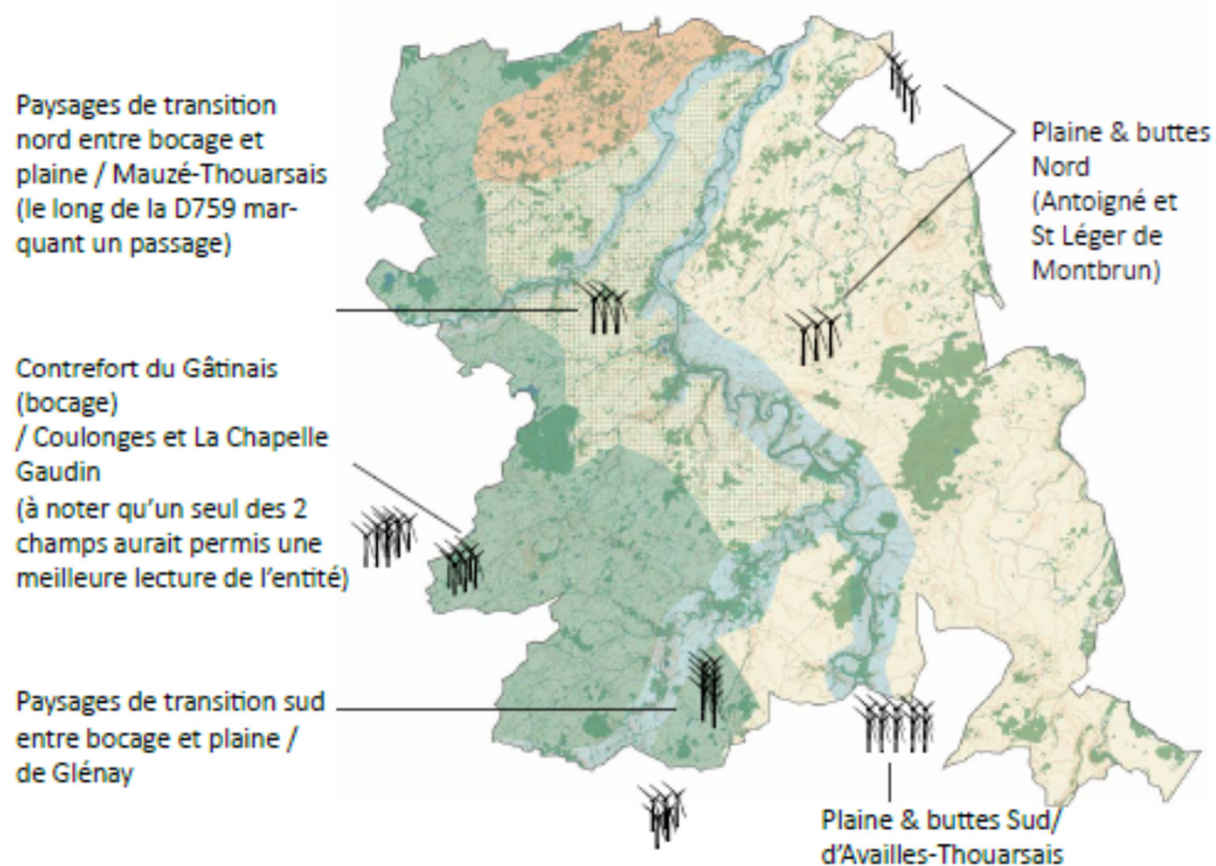 Paysages de transition
nord entre bocage et
plaine / Mauzé-Thouarsais
(le long de la D759 mar-
quant un passage)
Plaine & buttes
Nord
(Antoigné et
St Léger de
Montbrun)
Contrefort du Gâtinais
(bocage)
/ Coulonges et La Chapelle
Gaudin
(à noter qu'un seul des 2
champs aurait permis une
meilleure lecture de l'entité)
Paysages de transition sud
entre bocage et plaine /
de Glénay
Plaine & buttes Sud/
d'Availles-Thouarsais